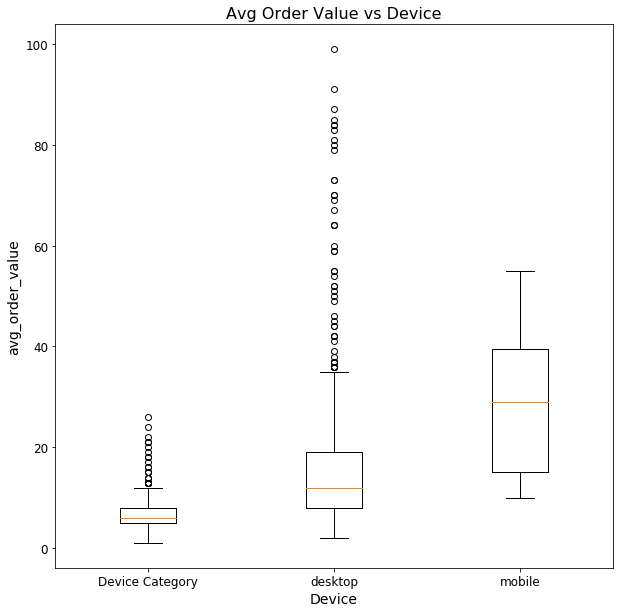 Avg Order Value vs Device
avg_order_value
100
80
60
40
20
0
Device Category desktop mobile
Device